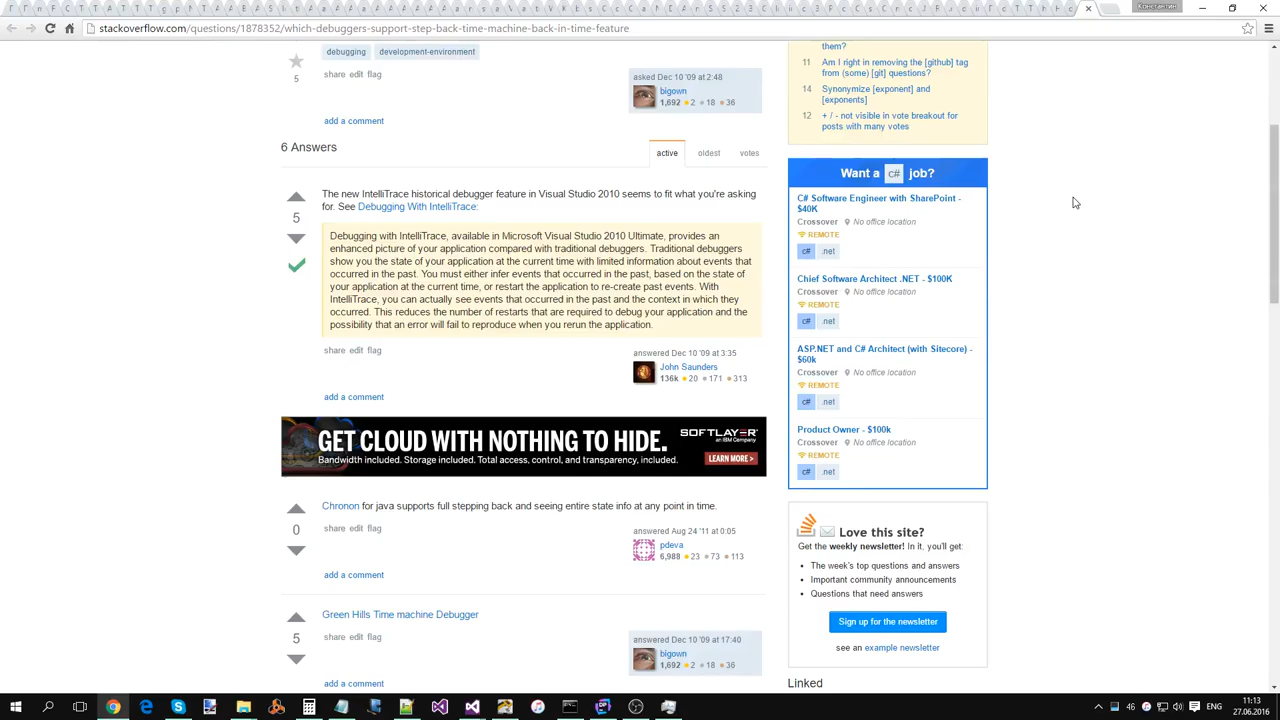 Константин
stackoverflow.com/questions/1878352/which-debuggers-support-step-back-time-machine-back-in-time-feature
debugging development-environment
5
share edit flag
asked Dec 10 '09 at 2:48
bigown
1,692 2 18 36
add a comment
6 Answers
active oldest votes
5
The new IntelliTrace historical debugger feature in Visual Studio 2010 seems to fit what you're asking
for. See Debugging With IntelliTrace:
Debugging with IntelliTrace, available in Microsoft Visual Studio 2010 Ultimate, provides an
enhanced picture of your application compared with traditional debuggers. Traditional debuggers
show you the state of your application at the current time with limited information about events that
occurred in the past. You must either infer events that occurred in the past, based on the state of
your application at the current time, or restart the application to re-create past events. With
IntelliTrace, you can actually see events that occurred in the past and the context in which they
occurred. This reduces the number of restarts that are required to debug your application and the
possibility that an error will fail to reproduce when you rerun the application.
share edit flag
answered Dec 10 '09 at 3:35
John Saunders
136k 20 171 313
add a comment
GET CLOUD WITH NOTHING TO HIDE.
Bandwidth included. Storage included. Total access, control, and transparency, included.
SOFTLAYER
an IBM Company
LEARN MORE >
0
Chronon for java supports full stepping back and seeing entire state info at any point in time.
share edit flag
answered Aug 24 '11 at 0:05
pdeva
6,988 23 73 113
add a comment
5
Green Hills Time machine Debugger
share edit flag
answered Dec 10 '09 at 17:40
bigown
1,692 2 18 36
add a comment
them?
11 Am I right in removing the [github] tag
from (some) [git] questions?
14 Synonymize [exponent] and
[exponents]
12 + / - not visible in vote breakout for
posts with many votes
Want a c# job?
C# Software Engineer with SharePoint -
$40K
Crossover No office location
REMOTE
c# .net
Chief Software Architect .NET - $100K
Crossover No office location
REMOTE
c# .net
ASP.NET and C# Architect (with Sitecore) -
$60k
Crossover No office location
REMOTE
c# .net
Product Owner - $100k
Crossover No office location
REMOTE
c# .net
Love this site?
Get the weekly newsletter! In it, you'll get:
• The week's top questions and answers
• Important community announcements
• Questions that need answers
Sign up for the newsletter
see an example newsletter
Linked
46 ENG
11:13
27.06.2016